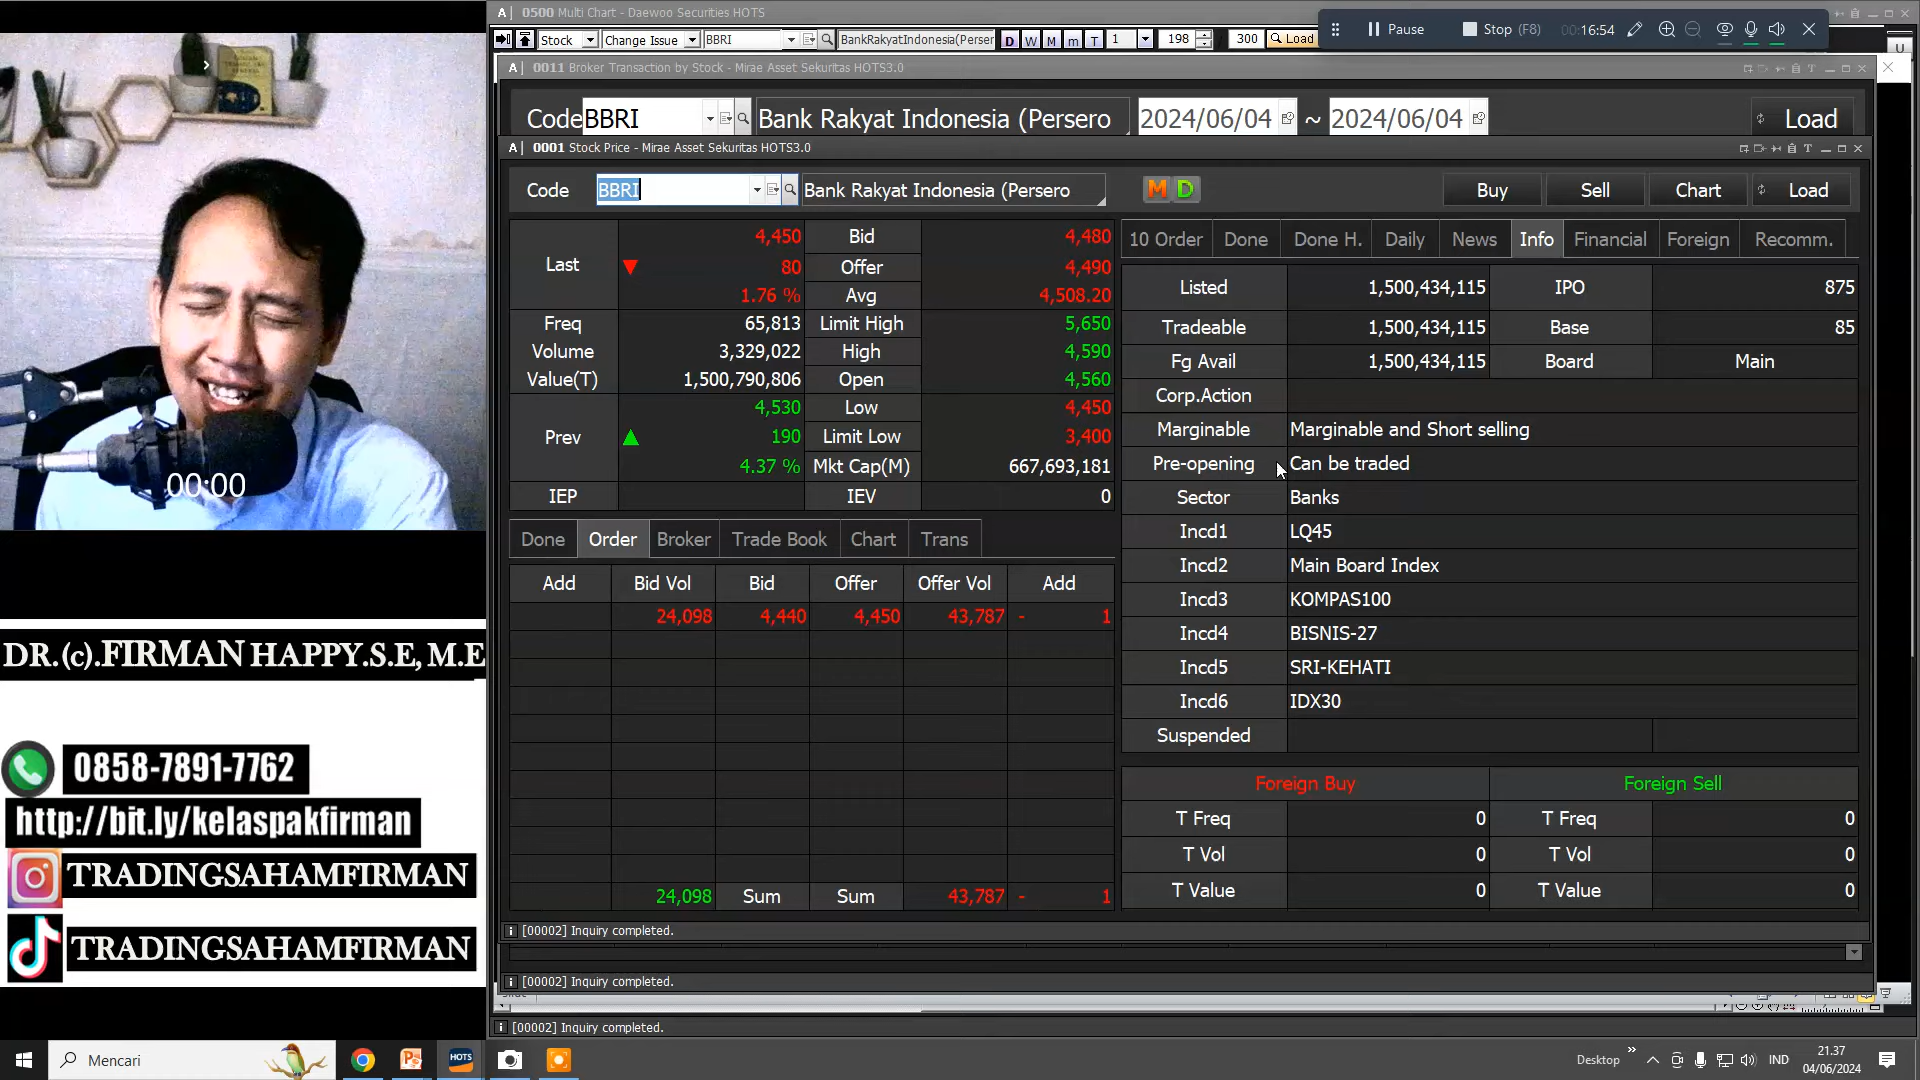 A| 0500 Multi Chart - Daewoo Securities HOTS
Stock Change Issue BBRI BankRakyatIndonesia(Perser D W M m T 1 198 300 Load
Pause Stop (F8) 00:16:54
A| 0011 Broker Transaction by Stock - Mirae Asset Sekuritas HOTS3.0
Code BBRI Bank Rakyat Indonesia (Persero 2024/06/04 ~ 2024/06/04 Load
A| 0001 Stock Price - Mirae Asset Sekuritas HOTS3.0
Code BBRI Bank Rakyat Indonesia (Persero M D Buy Sell Chart Load
Last 4,450 Bid 4,480
80 Offer 4,490
1.76 % Avg 4,508.20
Freq 65,813 Limit High 5,650
Volume 3,329,022 High 4,590
Value(T) 1,500,790,806 Open 4,560
4,530 Low 4,450
Prev 190 Limit Low 3,400
4.37 % Mkt Cap(M) 667,693,181
IEP IEV 0
Done Order Broker Trade Book Chart Trans
Add Bid Vol Bid Offer Offer Vol Add
24,098 4,440 4,450 43,787 - 1
24,098 Sum Sum 43,787 - 1
10 Order Done Done H. Daily News Info Financial Foreign Recomm.
Listed 1,500,434,115 IPO 875
Tradeable 1,500,434,115 Base 85
Fg Avail 1,500,434,115 Board Main
Corp.Action
Marginable Marginable and Short selling
Pre-opening Can be traded
Sector Banks
Incd1 LQ45
Incd2 Main Board Index
Incd3 KOMPAS100
Incd4 BISNIS-27
Incd5 SRI-KEHATI
Incd6 IDX30
Suspended
Foreign Buy Foreign Sell
T Freq 0 T Freq 0
T Vol 0 T Vol 0
T Value 0 T Value 0
[00002] Inquiry completed.
[00002] Inquiry completed.
[00002] Inquiry completed.
00:00
DR.(c).FIRMAN HAPPY.S.E, M.E
0858-7891-7762
http://bit.ly/kelaspakfirman
TRADINGSAHAMFIRMAN
TRADINGSAHAMFIRMAN
Mencari HOTS Desktop IND 21.37
04/06/2024